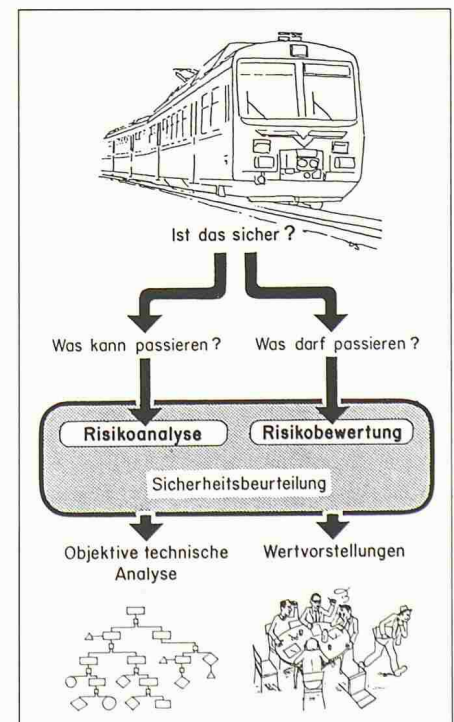 Ist das sicher ?
Was kann passieren ? Was darf passieren ?
Risikoanalyse Risikobewertung
Sicherheitsbeurteilung
Objektive technische Wertvorstellungen
Analyse